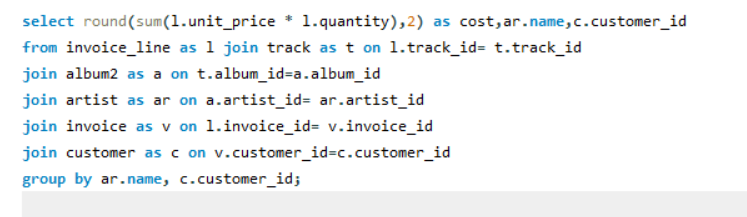 select round(sum(l.unit_price * l.quantity),2) as cost,ar.name,c.customer_id
from invoice_line as l join track as t on l.track_id= t.track_id
join album2 as a on t.album_id=a.album_id
join artist as ar on a.artist_id= ar.artist_id
join invoice as v on l.invoice_id= v.invoice_id
join customer as c on v.customer_id=c.customer_id
group by ar.name, c.customer_id;